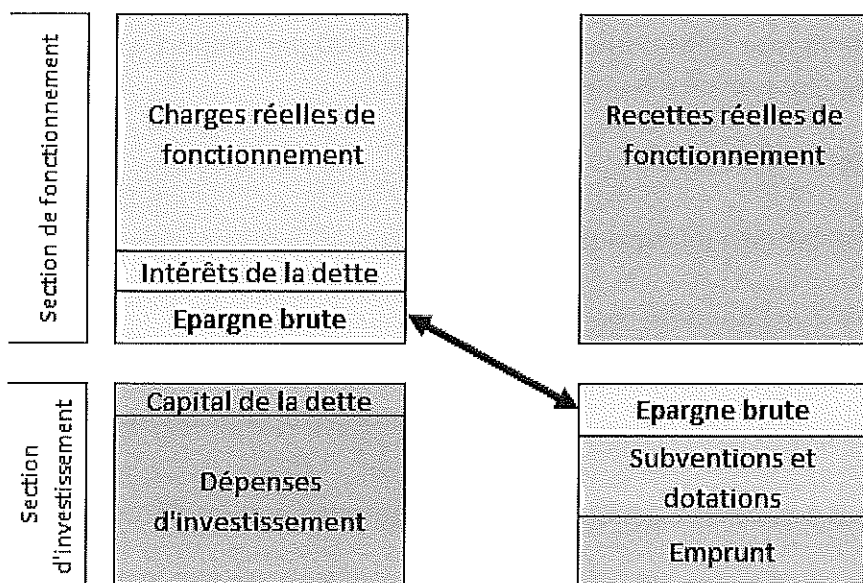 Section de fonctionnement
Charges réelles de
fonctionnement
Intérêts de la dette
Epargne brute
Recettes réelles de
fonctionnement
Section
d'investissement
Capital de la dette
Dépenses
d'investissement
Epargne brute
Subventions et
dotations
Emprunt